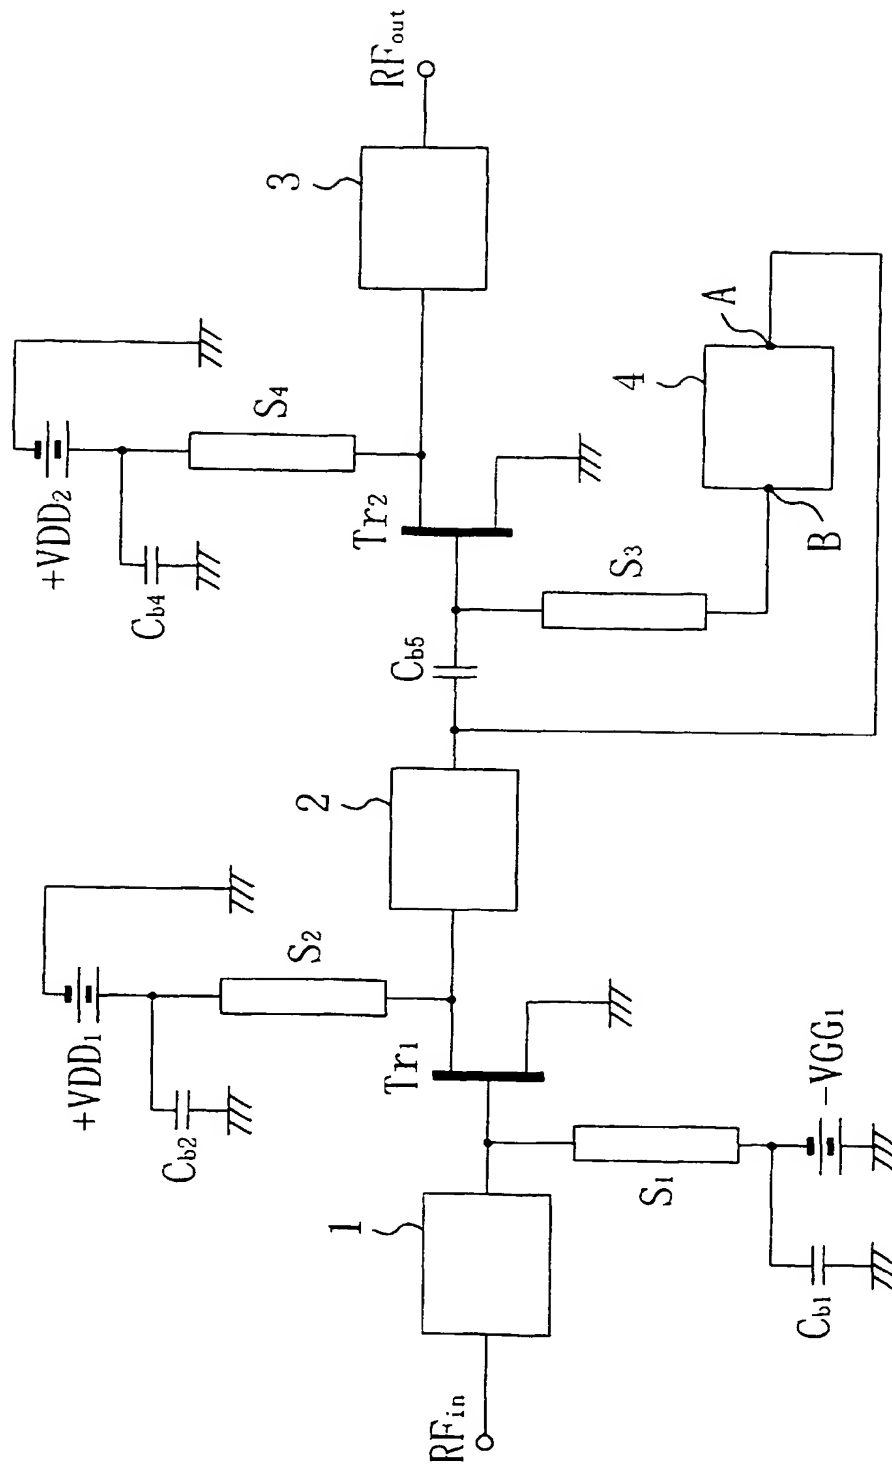 RFin
1
Cb1
S1
-VGG1
Tr1
Cb2
+VDD1
S2
2
Cb5
S3
B
4
A
Tr2
Cb4
+VDD2
S4
3
RFout